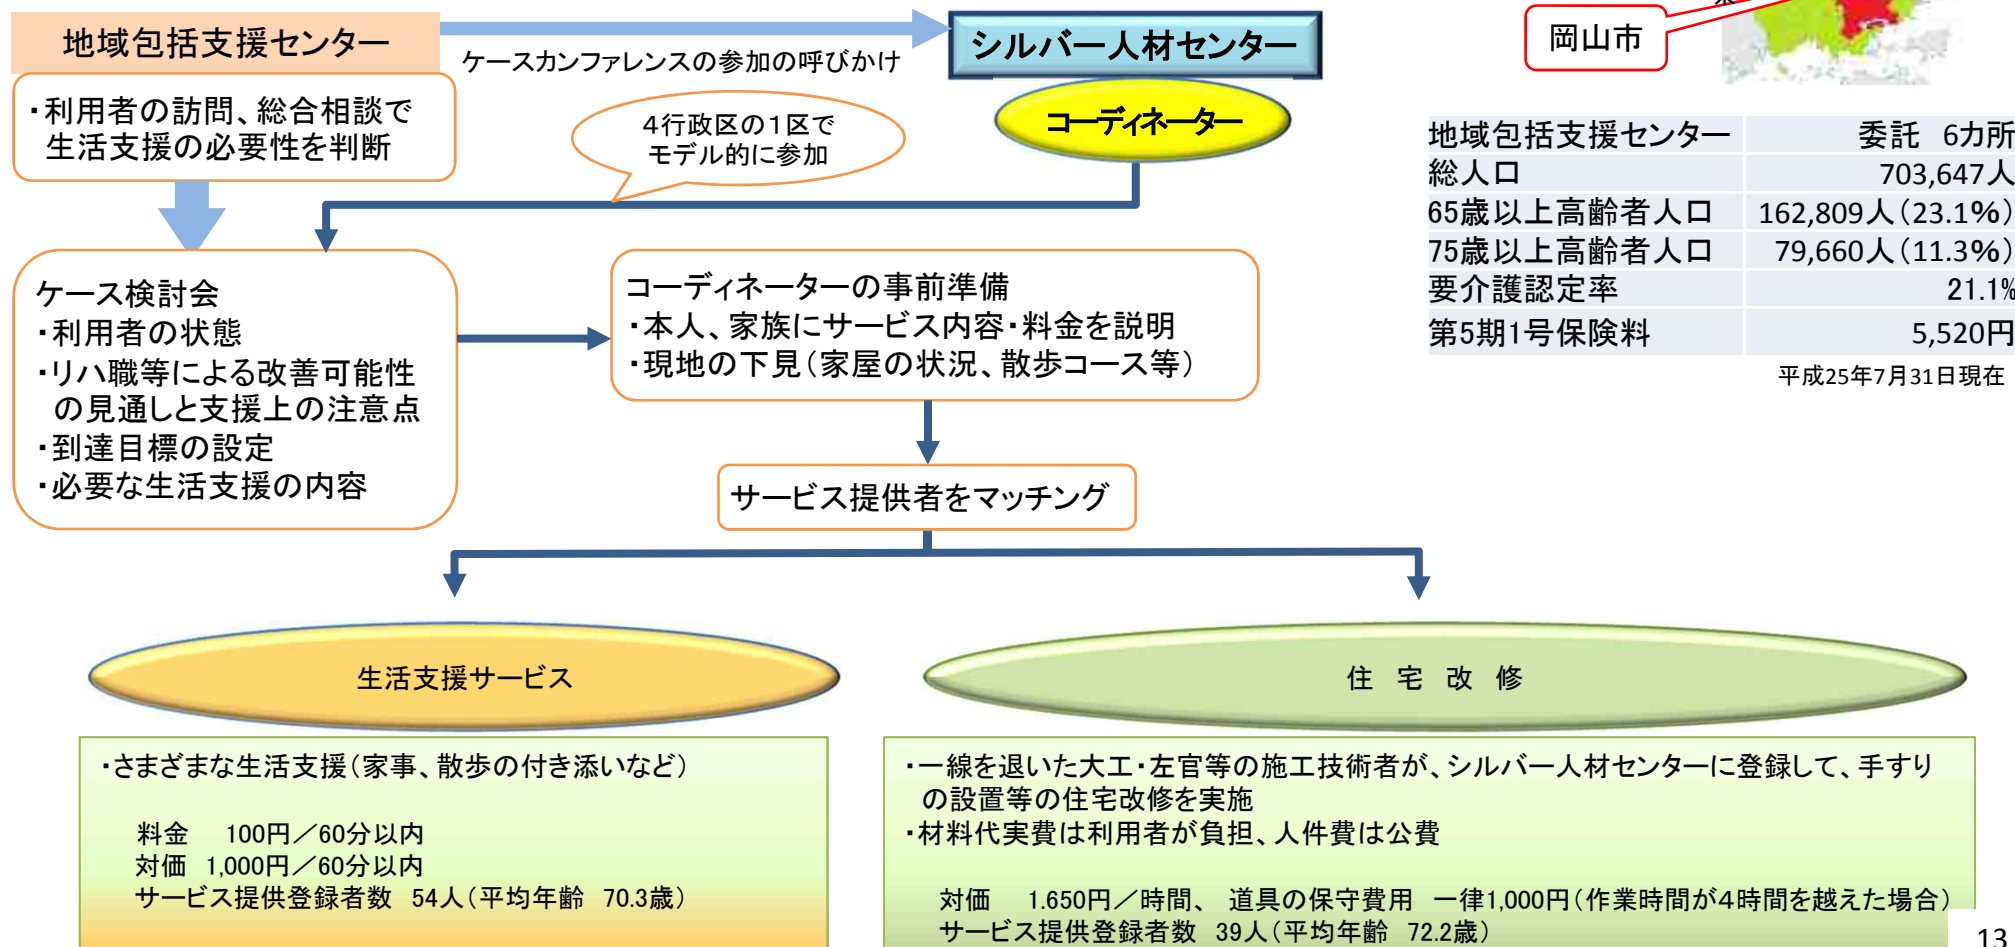 地域包括支援センター
ケースカンファレンスの参加の呼びかけ
シルバー人材センター
コーディネーター
岡山市
・利用者の訪問、総合相談で
生活支援の必要性を判断
４行政区の１区で
モデル的に参加
地域包括支援センター 委託 6カ所
総人口 703,647人
65歳以上高齢者人口 162,809人（23.1％）
75歳以上高齢者人口 79,660人（11.3％）
要介護認定率 21.1%
第5期1号保険料 5,520円
平成25年7月31日現在
ケース検討会
・利用者の状態
・リハ職等による改善可能性
の見通しと支援上の注意点
・到達目標の設定
・必要な生活支援の内容
コーディネーターの事前準備
・本人、家族にサービス内容・料金を説明
・現地の下見（家屋の状況、散歩コース等）
サービス提供者をマッチング
生活支援サービス
住 宅 改 修
・さまざまな生活支援（家事、散歩の付き添いなど）
料金 100円／60分以内
対価 1,000円／60分以内
サービス提供登録者数 54人（平均年齢 70.3歳）
・一線を退いた大工・左官等の施工技術者が、シルバー人材センターに登録して、手すり
の設置等の住宅改修を実施
・材料代実費は利用者が負担、人件費は公費
対価 1.650円／時間、 道具の保守費用 一律1,000円（作業時間が４時間を越えた場合）
サービス提供登録者数 39人（平均年齢 72.2歳）
13